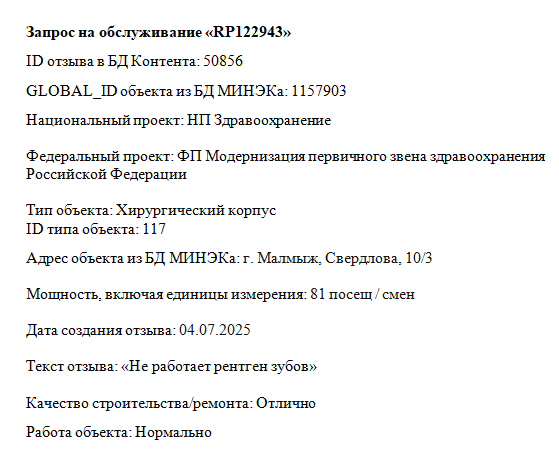 Запрос на обслуживание «RP122943»
ID отзыва в БД Контента: 50856
GLOBAL_ID объекта из БД МИНЭКа: 1157903
Национальный проект: НП Здравоохранение
Федеральный проект: ФП Модернизация первичного звена здравоохранения
Российской Федерации
Тип объекта: Хирургический корпус
ID типа объекта: 117
Адрес объекта из БД МИНЭКа: г. Малмыж, Свердлова, 10/3
Мощность, включая единицы измерения: 81 посещ / смен
Дата создания отзыва: 04.07.2025
Текст отзыва: «Не работает рентген зубов»
Качество строительства/ремонта: Отлично
Работа объекта: Нормально